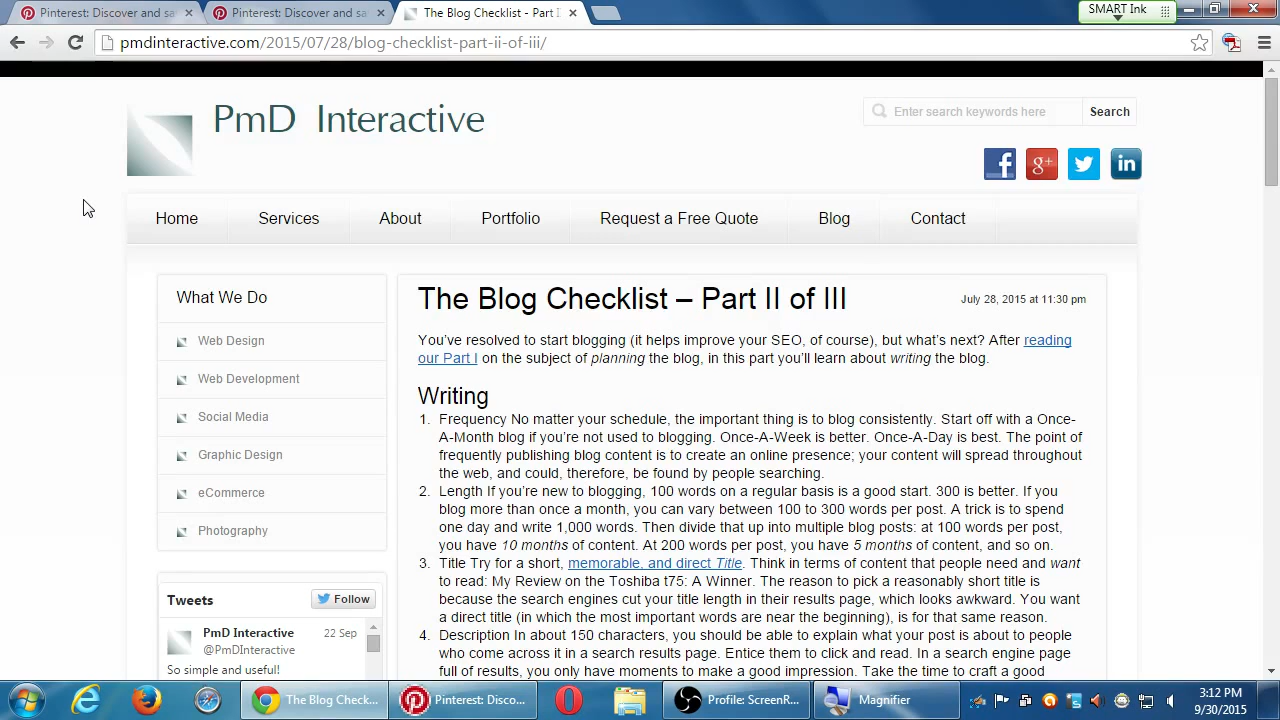 Pinterest: Discover and sa
Pinterest: Discover and sa
The Blog Checklist - Part I
SMART Ink
pmdinteractive.com/2015/07/28/blog-checklist-part-ii-of-iii/
PmD Interactive
Enter search keywords here
Search
f
g+
in
Home
Services
About
Portfolio
Request a Free Quote
Blog
Contact
What We Do
Web Design
Web Development
Social Media
Graphic Design
eCommerce
Photography
Tweets
Follow
PmD Interactive
22 Sep
@PmDInteractive
So simple and useful!
The Blog Checklist – Part II of III
July 28, 2015 at 11:30 pm
You've resolved to start blogging (it helps improve your SEO, of course), but what's next? After reading
our Part I on the subject of planning the blog, in this part you'll learn about writing the blog.
Writing
1. Frequency No matter your schedule, the important thing is to blog consistently. Start off with a Once-
A-Month blog if you're not used to blogging. Once-A-Week is better. Once-A-Day is best. The point of
frequently publishing blog content is to create an online presence; your content will spread throughout
the web, and could, therefore, be found by people searching.
2. Length If you're new to blogging, 100 words on a regular basis is a good start. 300 is better. If you
blog more than once a month, you can vary between 100 to 300 words per post. A trick is to spend
one day and write 1,000 words. Then divide that up into multiple blog posts: at 100 words per post,
you have 10 months of content. At 200 words per post, you have 5 months of content, and so on.
3. Title Try for a short, memorable, and direct Title. Think in terms of content that people need and want
to read: My Review on the Toshiba t75: A Winner. The reason to pick a reasonably short title is
because the search engines cut your title length in their results page, which looks awkward. You want
a direct title (in which the most important words are near the beginning), is for that same reason.
4. Description In about 150 characters, you should be able to explain what your post is about to people
who come across it in a search results page. Entice them to click and read. In a search engine page
full of results, you only have moments to make a good impression. Take the time to craft a good
The Blog Check...
Pinterest: Disco...
Profile: ScreenR...
Magnifier
3:12 PM
9/30/2015